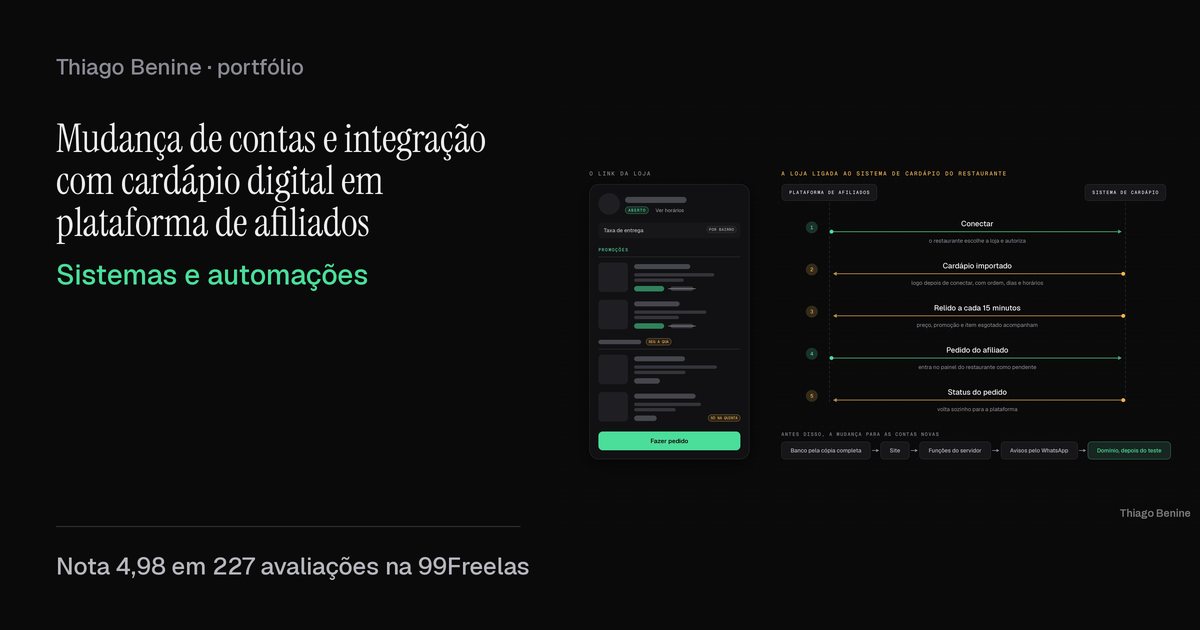 Thiago Benine · portfólio
Mudança de contas e integração
com cardápio digital em
plataforma de afiliados
Sistemas e automações
Nota 4,98 em 227 avaliações na 99Freelas
O LINK DA LOJA
ABERTO
Ver horários
Taxa de entrega
POR BAIRRO
PROMOÇÕES
SEG A QUA
SÓ NA QUINTA
Fazer pedido
A LOJA LIGADA AO SISTEMA DE CARDÁPIO DO RESTAURANTE
PLATAFORMA DE AFILIADOS
SISTEMA DE CARDÁPIO
1
Conectar
o restaurante escolhe a loja e autoriza
2
Cardápio importado
logo depois de conectar, com ordem, dias e horários
3
Relido a cada 15 minutos
preço, promoção e item esgotado acompanham
4
Pedido do afiliado
entra no painel do restaurante como pendente
5
Status do pedido
volta sozinho para a plataforma
ANTES DISSO, A MUDANÇA PARA AS CONTAS NOVAS
Banco pela cópia completa
Site
Funções do servidor
Avisos pelo WhatsApp
Domínio, depois do teste
Thiago Benine